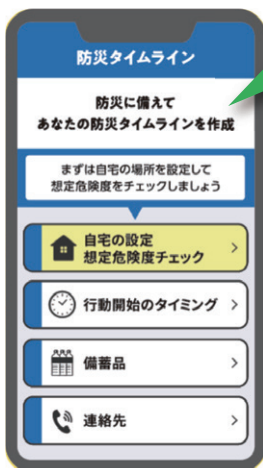 防災タイムライン
防災に備えて
あなたの防災タイムラインを作成
まずは自宅の場所を設定して
想定危険度をチェックしましょう
自宅の設定
想定危険度チェック
行動開始のタイミング
備蓄品
連絡先